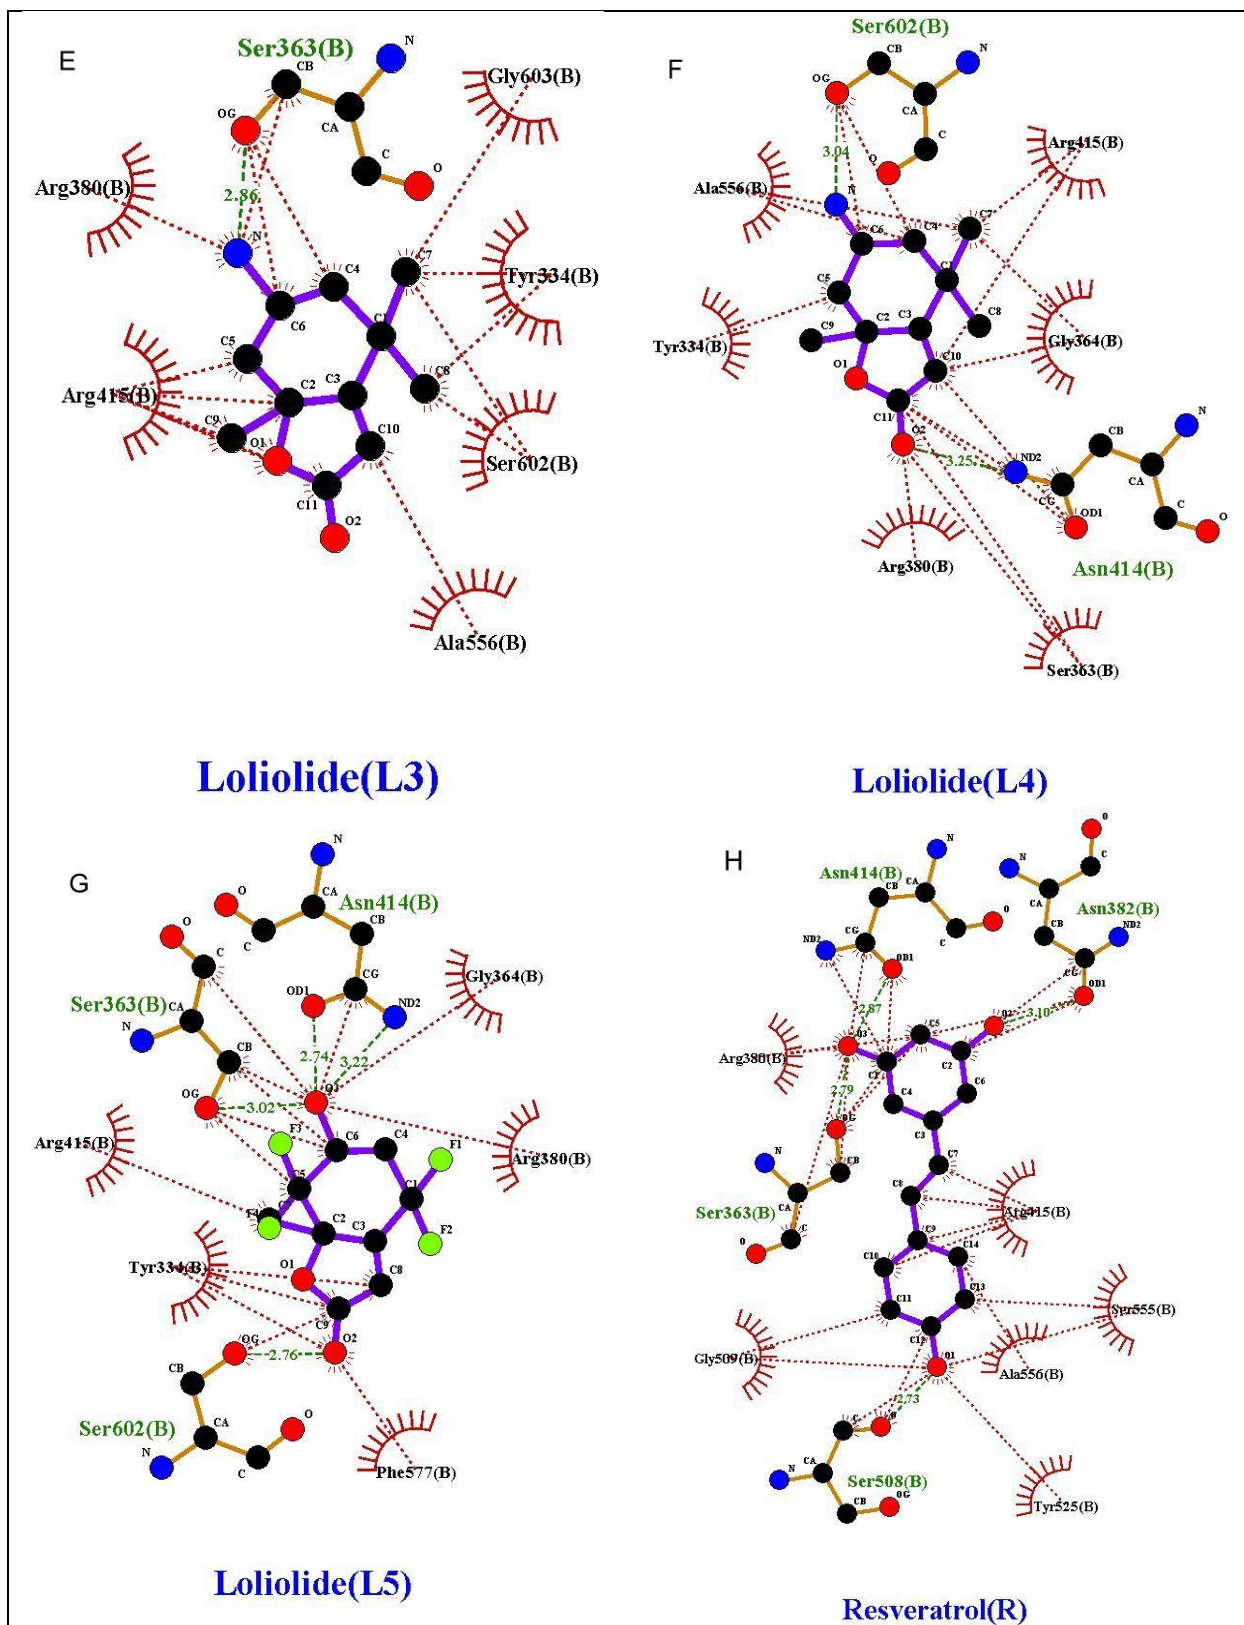 E
Ser363(B)
N
CB
OG
CA
C
O
Gly603(B)
Arg380(B)
2.86
N
C7
C4
Tyr334(B)
C6
C1
C5
C8
C2
C3
Arg415(B)
C9
O1
C10
Ser602(B)
C11
O2
Ala556(B)
Loliolide(L3)
F
Ser602(B)
CB
N
OG
CA
C
O
3.04
Arg415(B)
Ala556(B)
N
C7
C6
C4
C5
C1
C9
C2
C3
C8
Tyr334(B)
Gly364(B)
O1
C10
C11
O2
CB
N
3.25
ND2
CG
CA
C
OD1
O
Arg380(B)
Asn414(B)
Ser363(B)
Loliolide(L4)
G
N
O
CA
Asn414(B)
CB
C
O
C
CG
Gly364(B)
OD1
ND2
Ser363(B)
CA
N
2.74
3.22
CB
OG
3.02
F3
C6
C4
F1
Arg415(B)
Arg380(B)
C5
C1
F4
C2
C3
F2
Tyr334(B)
O1
C8
C9
OG
O2
2.76
CB
Ser602(B)
CA
O
N
C
Phe577(B)
Loliolide(L5)
H
O
N
C
N
Asn414(B)
CB
CA
CA
Asn382(B)
O
CB
ND2
ND2
CG
C
OD1
CG
OD1
2.87
O2
3.10
O3
C5
Arg380(B)
C1
C2
2.79
C4
C6
OG
C3
N
CB
C7
CA
C8
Ser363(B)
C
Arg415(B)
C9
O
C14
C10
C13
C11
Ser555(B)
C12
Gly509(B)
O1
Ala556(B)
2.73
C
O
CA
N
Ser508(B)
CB
OG
Tyr525(B)
Resveratrol(R)